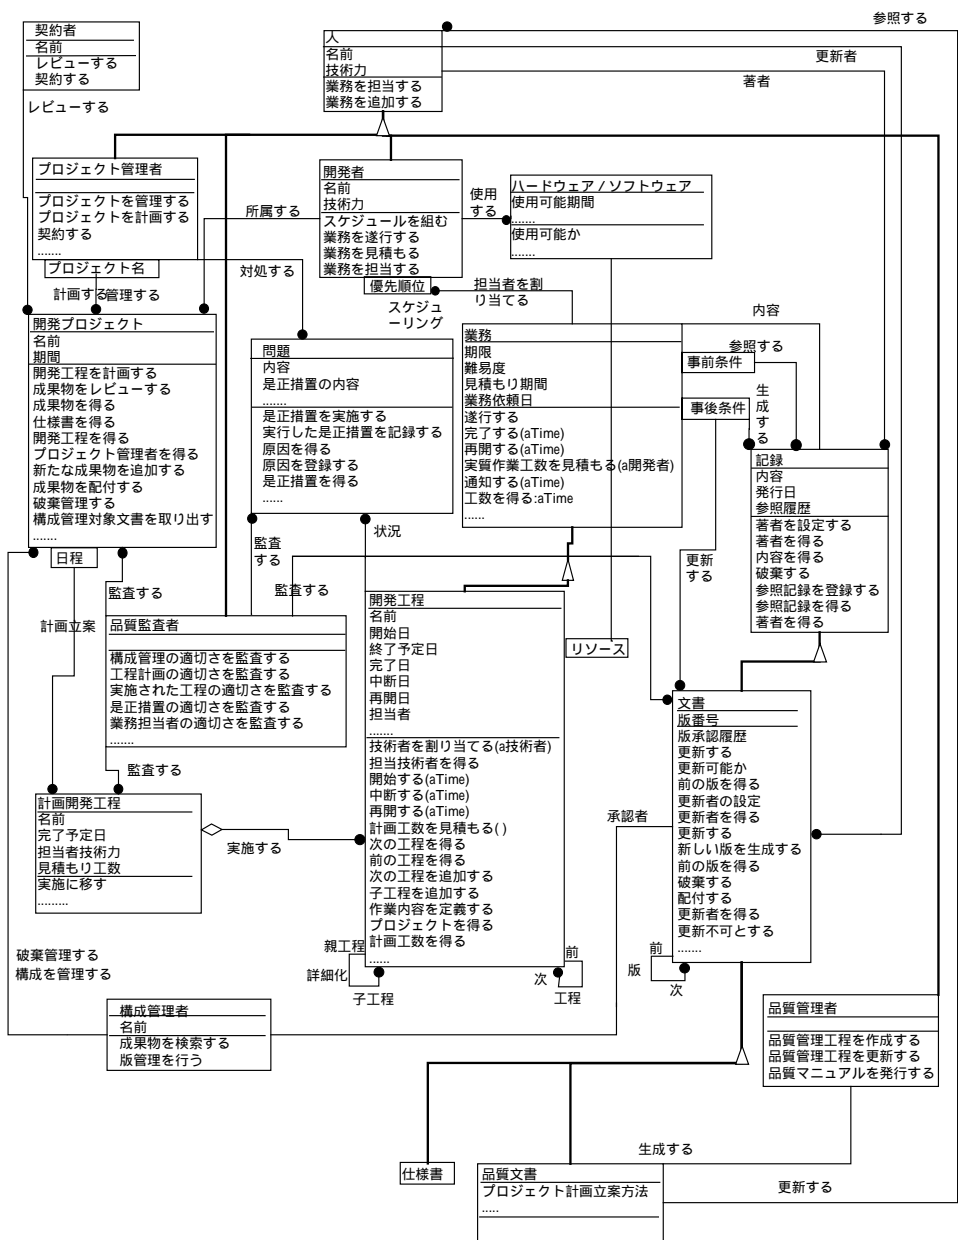 契約者
名前
レビューする
契約する
レビューする
人
名前
技術力
業務を担当する
業務を追加する
参照する
更新者
著者
プロジェクト管理者
プロジェクトを管理する
プロジェクトを計画する
契約する
.......
プロジェクト名
計画する
管理する
所属する
対処する
開発者
名前
技術力
スケジュールを組む
業務を遂行する
業務を見積もる
業務を担当する
優先順位
使用
する
ハードウェア / ソフトウェア
使用可能期間
.......
使用可能か
.......
スケジュ
ーリング
担当者を割
り当てる
開発プロジェクト
名前
期間
開発工程を計画する
成果物をレビューする
成果物を得る
仕様書を得る
開発工程を得る
プロジェクト管理者を得る
新たな成果物を追加する
成果物を配付する
破棄管理する
構成管理対象文書を取り出す
.......
日程
問題
内容
是正措置の内容
.......
是正措置を実施する
実行した是正措置を記録する
原因を得る
原因を登録する
是正措置を得る
......
業務
期限
難易度
見積もり期間
業務依頼日
遂行する
完了する(aTime)
再開する(aTime)
実質作業工数を見積もる(a開発者)
通知する(aTime)
工数を得る:aTime
......
内容
参照する
事前条件
事後条件
生
成
す
る
記録
内容
発行日
参照履歴
著者を設定する
著者を得る
内容を得る
破棄する
参照記録を登録する
参照記録を得る
著者を得る
更新
する
状況
監査
する
監査する
監査する
計画立案
品質監査者
構成管理の適切さを監査する
工程計画の適切さを監査する
実施された工程の適切さを監査する
是正措置の適切さを監査する
業務担当者の適切さを監査する
.......
監査する
開発工程
名前
開始日
終了予定日
完了日
中断日
再開日
担当者
.......
技術者を割り当てる(a技術者)
担当技術者を得る
開始する(aTime)
中断する(aTime)
再開する(aTime)
計画工数を見積もる( )
次の工程を得る
前の工程を得る
次の工程を追加する
子工程を追加する
作業内容を定義する
プロジェクトを得る
計画工数を得る
......
リソース
文書
版番号
版承認履歴
更新する
更新可能か
前の版を得る
更新者の設定
更新者を得る
更新する
新しい版を生成する
前の版を得る
破棄する
配付する
更新者を得る
更新不可とする
.......
計画開発工程
名前
完了予定日
担当者技術力
見積もり工数
実施に移す
.........
実施する
承認者
破棄管理する
構成を管理する
親工程
詳細化
子工程
前
次
工程
前
版
次
構成管理者
名前
成果物を検索する
版管理を行う
品質管理者
品質管理工程を作成する
品質管理工程を更新する
品質マニュアルを発行する
仕様書
生成する
品質文書
プロジェクト計画立案方法
.....
更新する